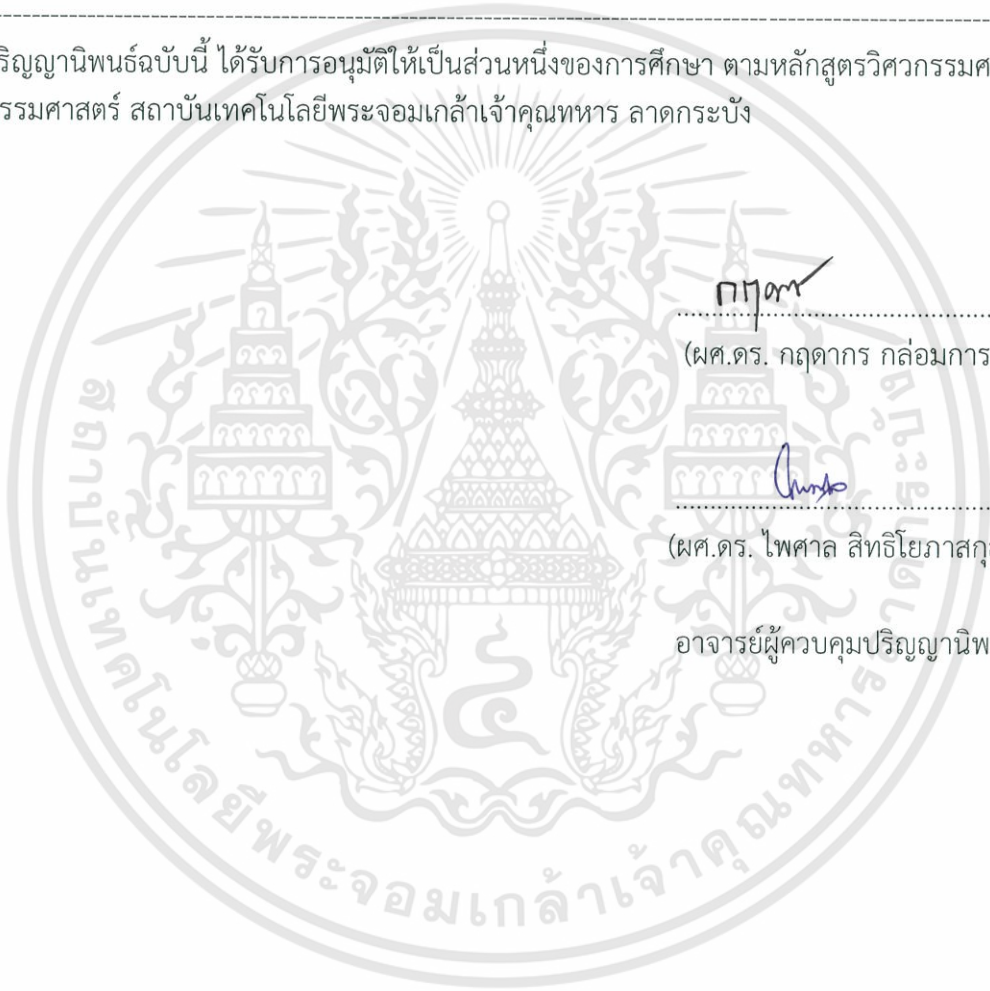 ริญญานิพนธ์ฉบับนี้ ได้รับการอนุมัติให้เป็นส่วนหนึ่งของการศึกษา ตามหลักสูตรวิศวกรรมศ
รรมศาสตร์ สถาบันเทคโนโลยีพระจอมเกล้าเจ้าคุณทหาร ลาดกระบัง
(ผศ.ดร. กฤดากร กล่อมการ
(ผศ.ดร. ไพศาล สิทธิโยภาสกุ
อาจารย์ผู้ควบคุมปริญญานิพ
สถาบันเทคโนโลยีพระจอมเกล้าเจ้าคุณทหารลาดกระบัง